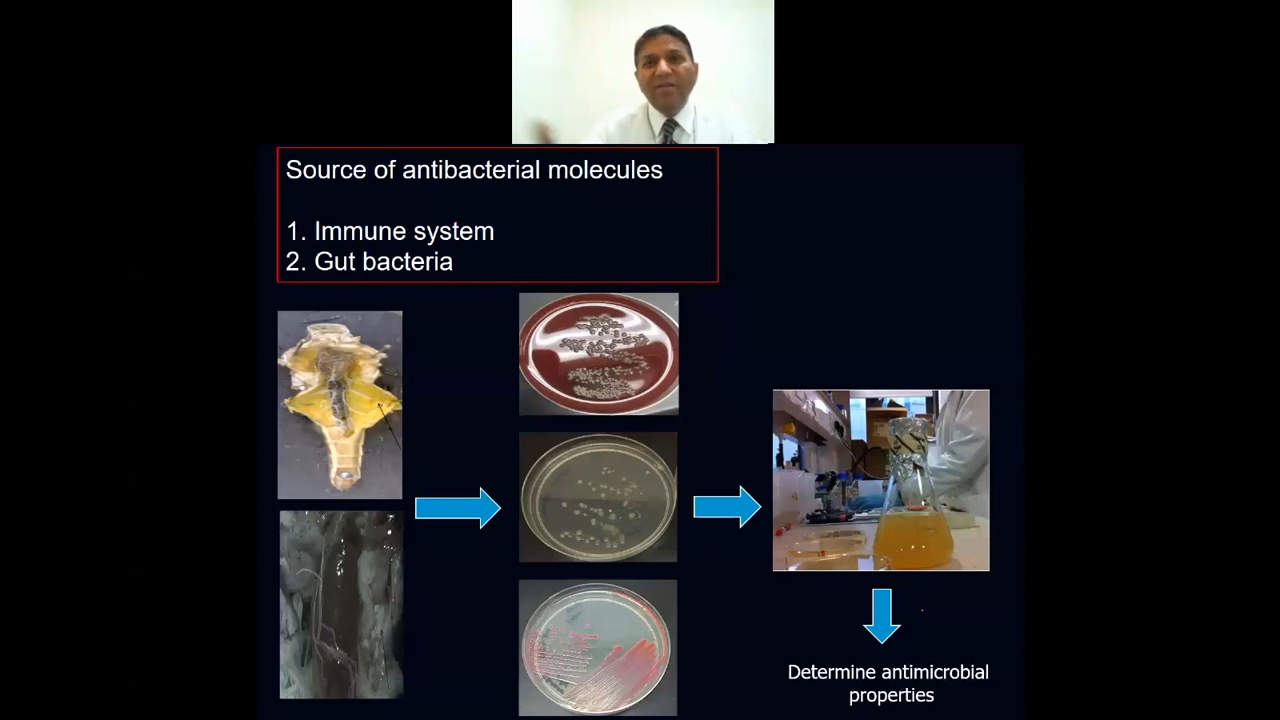 Source of antibacterial molecules
1. Immune system
2. Gut bacteria
Determine antimicrobial
properties